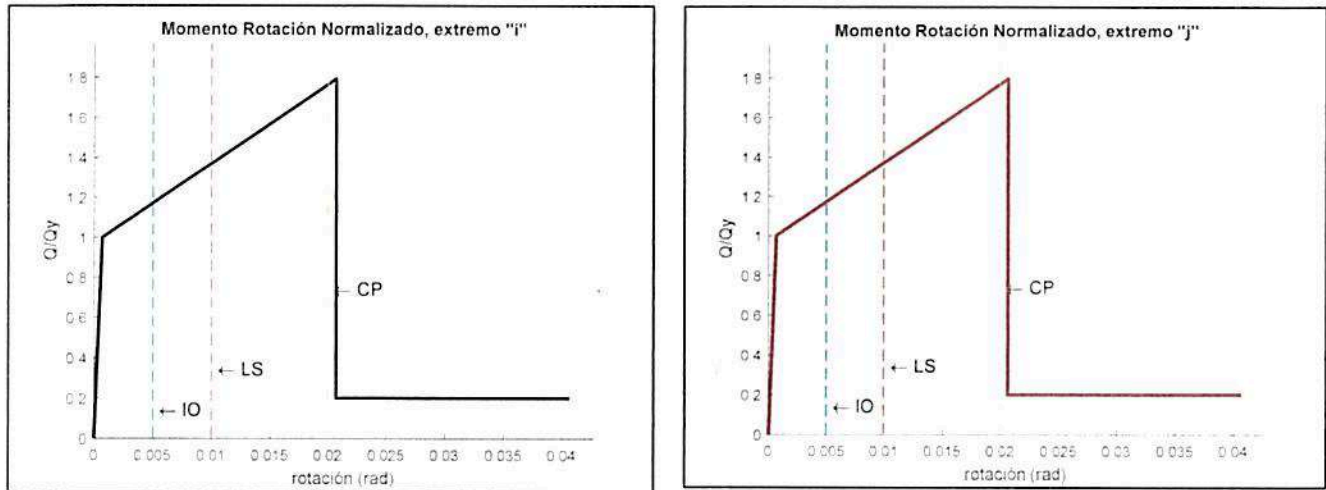 Momento Rotación Normalizado, extremo "i"
1.8
1.6
1.4
1.2
1
0.8
0.6
0.4
0.2
0
Q/Qy
← CP
← LS
← IO
0 0.005 0.01 0.015 0.02 0.025 0.03 0.035 0.04
rotación (rad)
Momento Rotación Normalizado, extremo "j"
1.8
1.6
1.4
1.2
1
0.8
0.6
0.4
0.2
0
Q/Qy
← CP
← LS
← IO
0 0.005 0.01 0.015 0.02 0.025 0.03 0.035 0.04
rotación (rad)